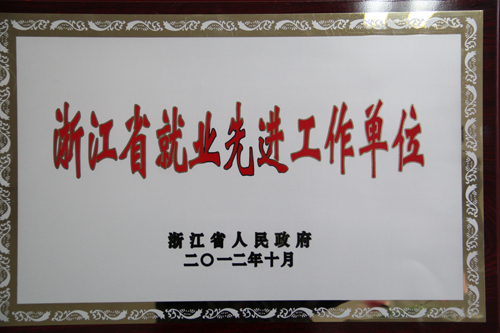 浙江省就业先进工作单位
浙江省人民政府
二〇一二年十月